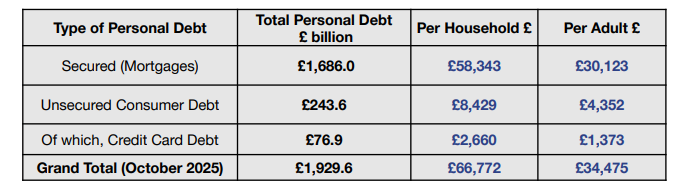 Type of Personal Debt Total Personal Debt £ billion Per Household £ Per Adult £
Secured (Mortgages) £1,686.0 £58,343 £30,123
Unsecured Consumer Debt £243.6 £8,429 £4,352
Of which, Credit Card Debt £76.9 £2,660 £1,373
Grand Total (October 2025) £1,929.6 £66,772 £34,475